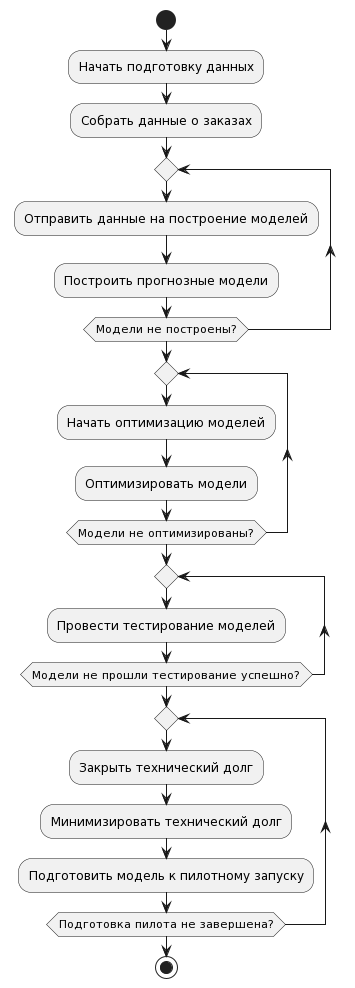 Начать подготовку данных
Собрать данные о заказах
Отправить данные на построение моделей
Построить прогнозные модели
Модели не построены?
Начать оптимизацию моделей
Оптимизировать модели
Модели не оптимизированы?
Провести тестирование моделей
Модели не прошли тестирование успешно?
Закрыть технический долг
Минимизировать технический долг
Подготовить модель к пилотному запуску
Подготовка пилота не завершена?